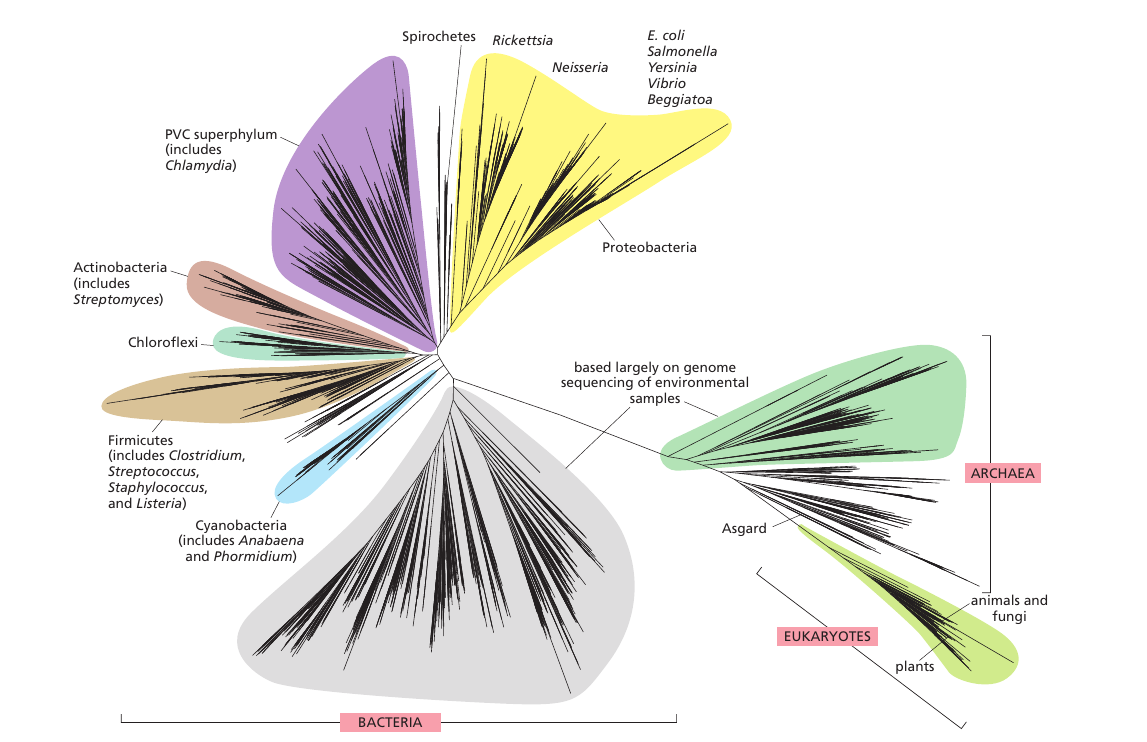 Spirochetes
Rickettsia
Neisseria
E. coli
Salmonella
Yersinia
Vibrio
Beggiatoa
PVC superphylum
(includes
Chlamydia)
Proteobacteria
Actinobacteria
(includes
Streptomyces)
Chloroflexi
based largely on genome
sequencing of environmental
samples
Firmicutes
(includes Clostridium,
Streptococcus,
Staphylococcus,
and Listeria)
ARCHAEA
Cyanobacteria
(includes Anabaena
and Phormidium)
Asgard
animals and
fungi
EUKARYOTES
plants
BACTERIA